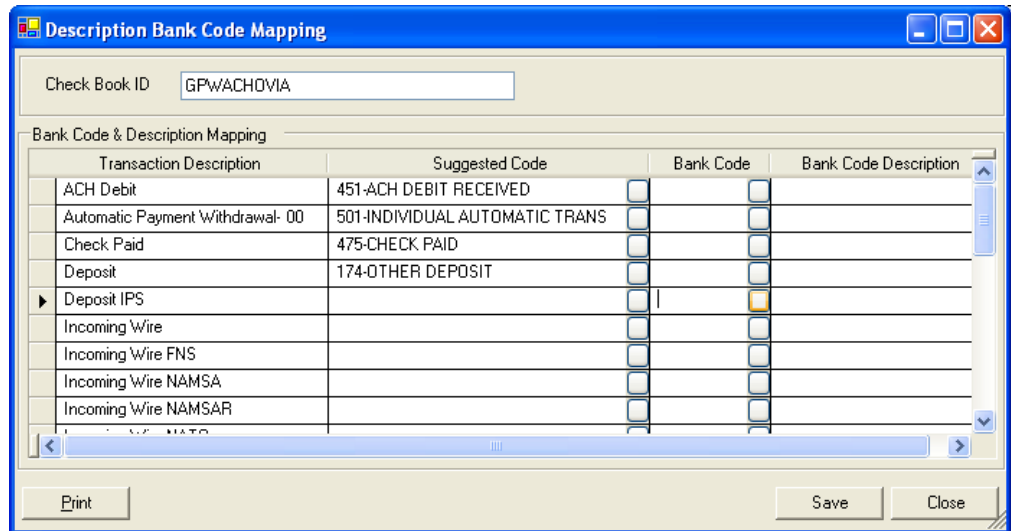 Description Bank Code Mapping
Check Book ID GPWACHOVIA
Bank Code & Description Mapping
Transaction Description Suggested Code Bank Code Bank Code Description
ACH Debit 451-ACH DEBIT RECEIVED
Automatic Payment Withdrawal- 00 501-INDIVIDUAL AUTOMATIC TRANS
Check Paid 475-CHECK PAID
Deposit 174-OTHER DEPOSIT
Deposit IPS
Incoming Wire
Incoming Wire FNS
Incoming Wire NAMSA
Incoming Wire NAMSAR
Print Save Close